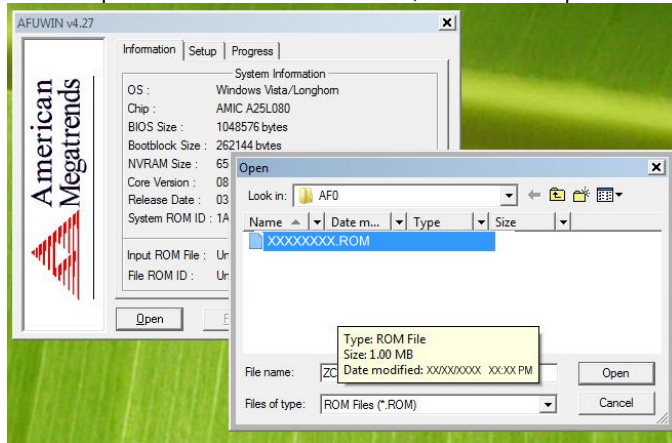 AFUWIN v4.27
American
Megatrends
Information Setup Progress
System Information
OS : Windows Vista/Longhorn
Chip : AMIC A25L080
BIOS Size : 1048576 bytes
Bootblock Size : 262144 bytes
NVRAM Size : 65
Core Version : 08
Release Date : 03
System ROM ID : 1A
Input ROM File : Un
File ROM ID : Un
Open
Open
Look in: AF0
Name Date m... Type Size
XXXXXXXX.ROM
Type: ROM File
Size: 1.00 MB
Date modified: XX/XX/XXXX XX:XX PM
File name: ZC Open
Files of type: ROM Files (*.ROM) Cancel